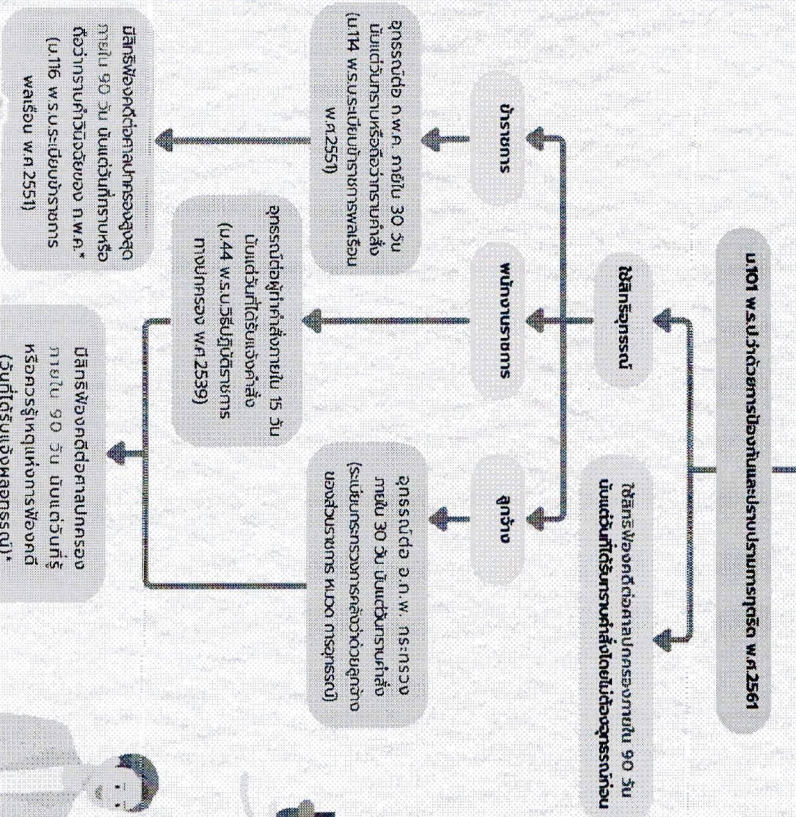 ม.101 พ.ร.ป.ว่าด้วยการป้องกันและปราบปรามการทุจริต พ.ศ.2561
ใช้สิทธิอุทธรณ์
ใช้สิทธิฟ้องคดีต่อศาลปกครองภายใน 90 วัน
นับแต่วันที่ได้รับทราบคำสั่งโดยไม่ต้องอุทธรณ์ก่อน
ข้าราชการ
พนักงานราชการ
ลูกจ้าง
อุทธรณ์ต่อ ก.พ.ค. ภายใน 30 วัน
นับแต่วันทราบหรือถือว่าทราบคำสั่ง
(ม.114 พ.ร.บ.ระเบียบข้าราชการพลเรือน
พ.ศ.2551)
อุทธรณ์ต่อผู้ทำคำสั่งภายใน 15 วัน
นับแต่วันที่ได้รับแจ้งคำสั่ง
(ม.44 พ.ร.บ.วิธีปฏิบัติราชการ
ทางปกครอง พ.ศ.2539)
อุทธรณ์ต่อ อ.ก.พ. กระทรวง
ภายใน 30 วัน นับแต่วันทราบคำสั่ง
(ระเบียบกระทรวงการคลังว่าด้วยลูกจ้าง
ของส่วนราชการ หมวด การอุทธรณ์)
มีสิทธิฟ้องคดีต่อศาลปกครองสูงสุด
ภายใน 90 วัน นับแต่วันที่ทราบหรือ
ถือว่าทราบคำวินิจฉัยของ ก.พ.ค.*
(ม.116 พ.ร.บ.ระเบียบข้าราชการ
พลเรือน พ.ศ.2551)
มีสิทธิฟ้องคดีต่อศาลปกครอง
ภายใน 90 วัน นับแต่วันที่รู้
หรือควรรู้เหตุแห่งการฟ้องคดี
(วันที่ได้รับแจ้งผลอุทธรณ์)*